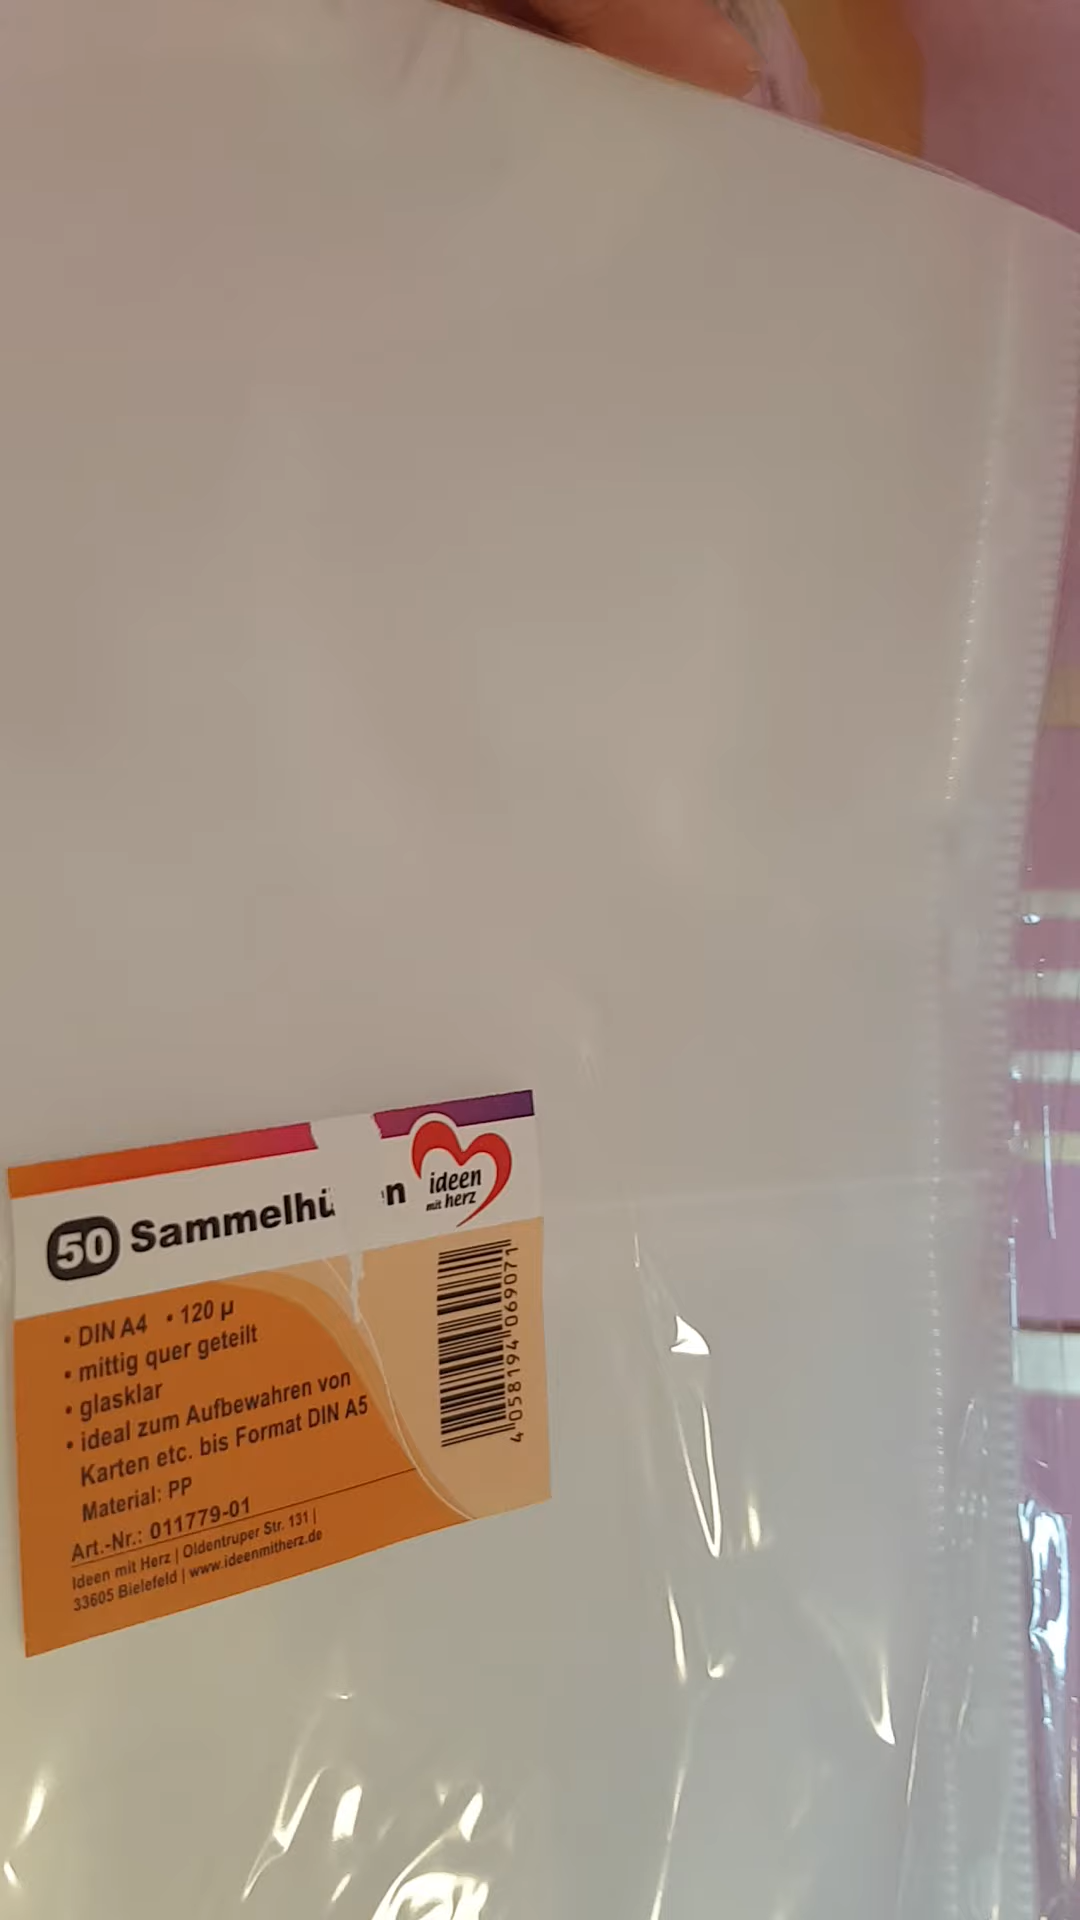 50 Sammelhü n
ideen
mit herz
• DIN A4 • 120 µ
• mittig quer geteilt
• glasklar
• ideal zum Aufbewahren von
Karten etc. bis Format DIN A5
Material: PP
Art.-Nr.: 011779-01
Ideen mit Herz | Oldentruper Str. 131 |
33605 Bielefeld | www.ideenmitherz.de
4 058194 069071